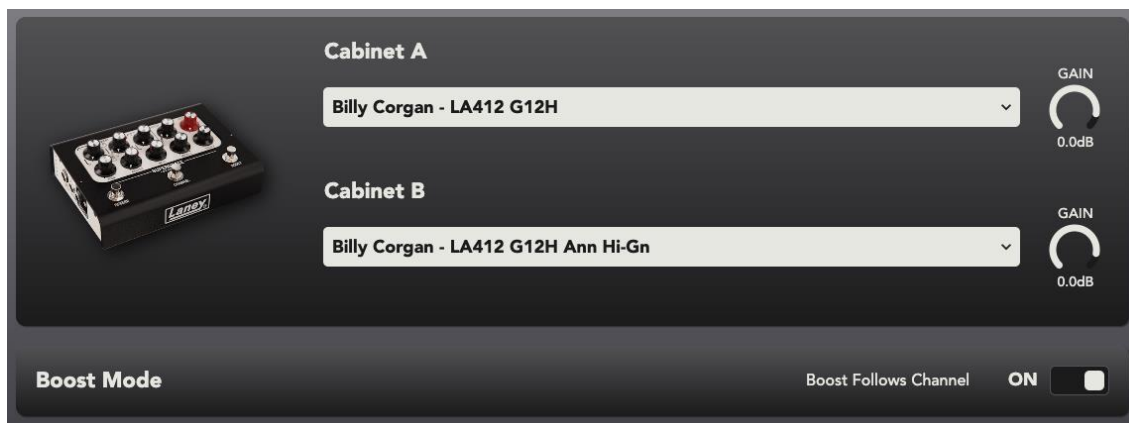 Cabinet A
GAIN
Billy Corgan - LA412 G12H
0.0dB
Laney
Cabinet B
GAIN
Billy Corgan - LA412 G12H Ann Hi-Gn
0.0dB
Boost Mode
Boost Follows Channel
ON